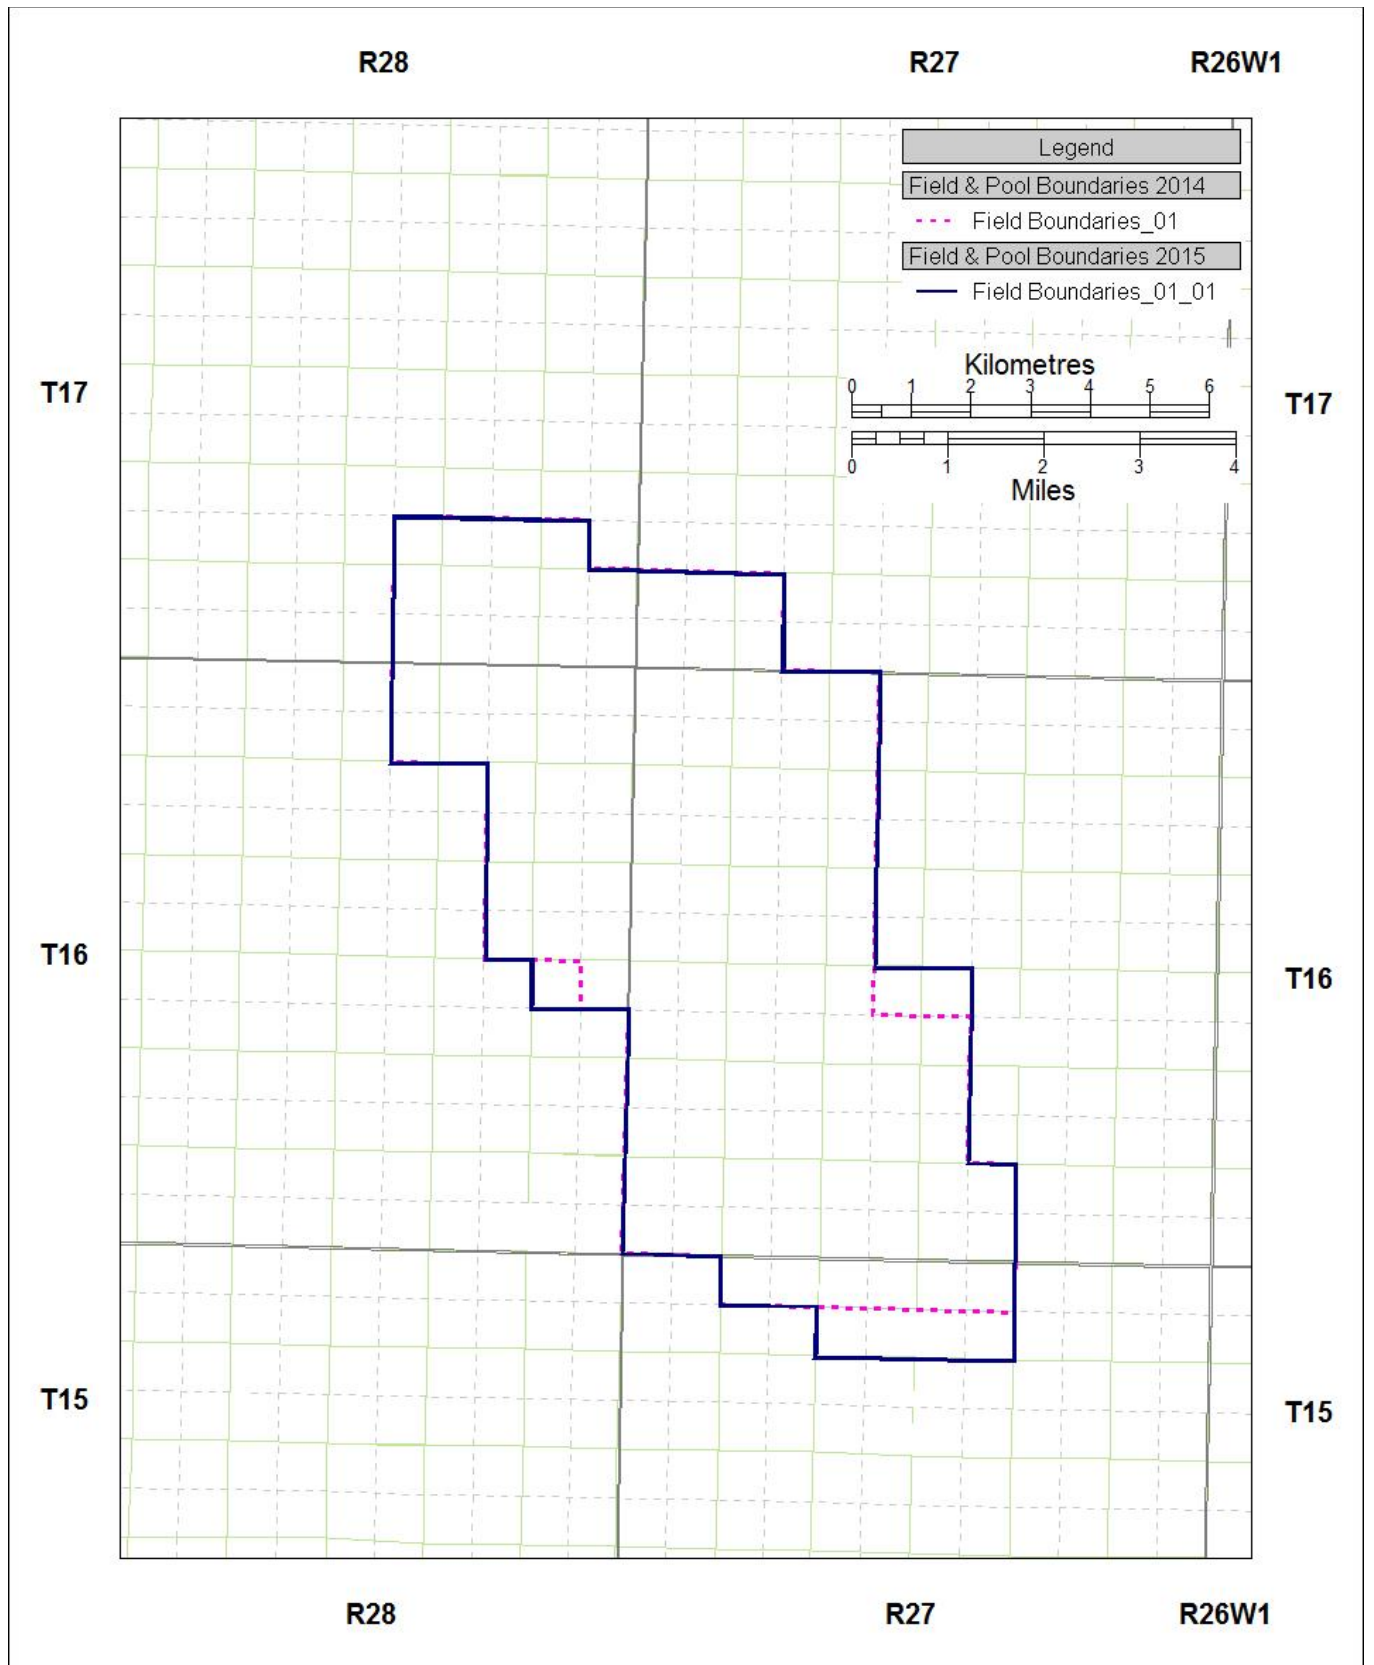 R28 R27 R26W1
Legend
Field & Pool Boundaries 2014
Field Boundaries_01
Field & Pool Boundaries 2015
Field Boundaries_01_01
Kilometres
0 1 2 3 4 5 6
T17 T17
0 1 2 3 4
Miles
T16 T16
T15 T15
R28 R27 R26W1